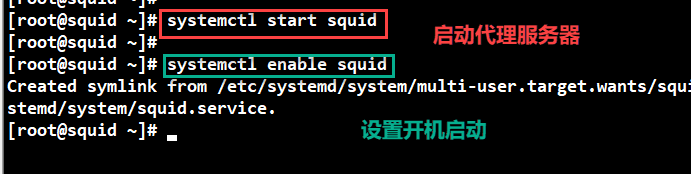 [root@squid ~]# systemctl start squid
[root@squid ~]#
启动代理服务器
[root@squid ~]# systemctl enable squid
Created symlink from /etc/systemd/system/multi-user.target.wants/squi
stemd/system/squid.service.
[root@squid ~]#
设置开机启动